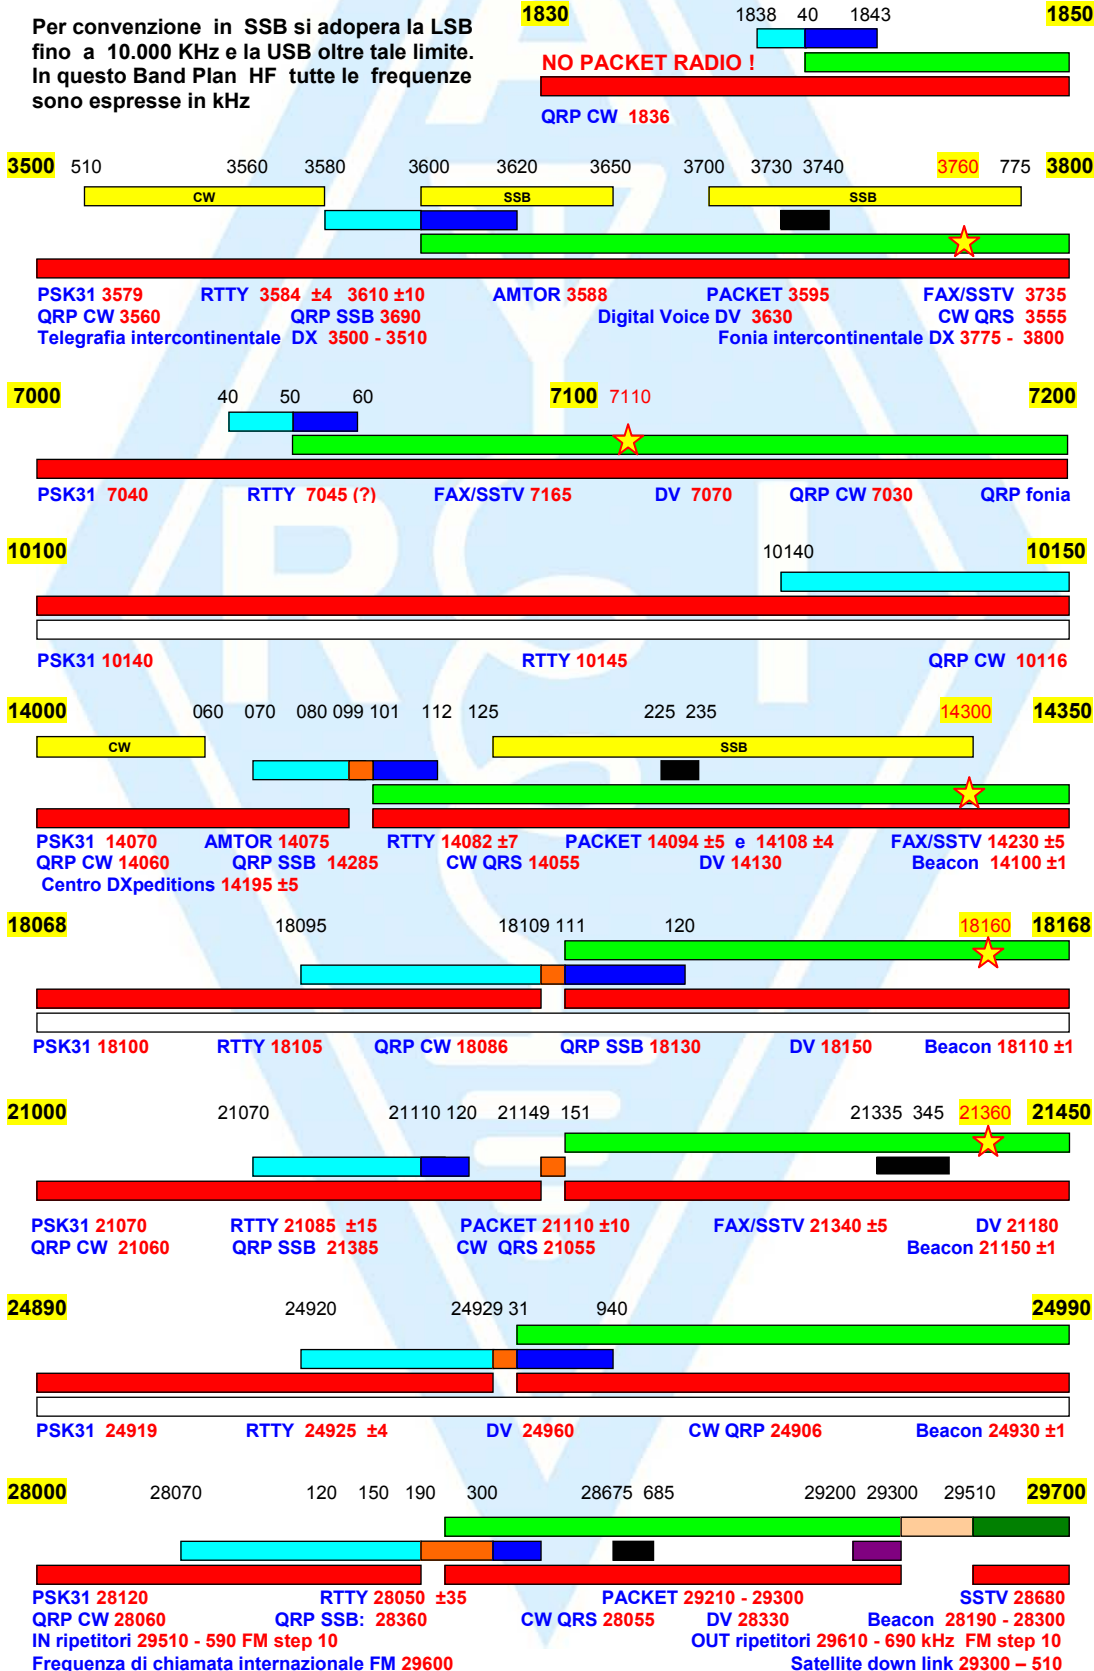 Per convenzione in SSB si adopera la LSB
fino a 10.000 KHz e la USB oltre tale limite.
In questo Band Plan HF tutte le frequenze
sono espresse in kHz
1830 1838 40 1843 1850
NO PACKET RADIO !
QRP CW 1836
3500 510 3560 3580 3600 3620 3650 3700 3730 3740 3760 775 3800
CW SSB SSB
PSK31 3579 RTTY 3584 ±4 3610 ±10 AMTOR 3588 PACKET 3595 FAX/SSTV 3735
QRP CW 3560 QRP SSB 3690 Digital Voice DV 3630 CW QRS 3555
Telegrafia intercontinentale DX 3500 - 3510 Fonia intercontinentale DX 3775 - 3800
7000 40 50 60 7100 7110 7200
PSK31 7040 RTTY 7045 (?) FAX/SSTV 7165 DV 7070 QRP CW 7030 QRP fonia
10100 10140 10150
PSK31 10140 RTTY 10145 QRP CW 10116
14000 060 070 080 099 101 112 125 225 235 14300 14350
CW SSB
PSK31 14070 AMTOR 14075 RTTY 14082 ±7 PACKET 14094 ±5 e 14108 ±4 FAX/SSTV 14230 ±5
QRP CW 14060 QRP SSB 14285 CW QRS 14055 DV 14130 Beacon 14100 ±1
Centro DXpeditions 14195 ±5
18068 18095 18109 111 120 18160 18168
PSK31 18100 RTTY 18105 QRP CW 18086 QRP SSB 18130 DV 18150 Beacon 18110 ±1
21000 21070 21110 120 21149 151 21335 345 21360 21450
PSK31 21070 RTTY 21085 ±15 PACKET 21110 ±10 FAX/SSTV 21340 ±5 DV 21180
QRP CW 21060 QRP SSB 21385 CW QRS 21055 Beacon 21150 ±1
24890 24920 24929 31 940 24990
PSK31 24919 RTTY 24925 ±4 DV 24960 CW QRP 24906 Beacon 24930 ±1
28000 28070 120 150 190 300 28675 685 29200 29300 29510 29700
PSK31 28120 RTTY 28050 ±35 PACKET 29210 - 29300 SSTV 28680
QRP CW 28060 QRP SSB: 28360 CW QRS 28055 DV 28330 Beacon 28190 - 28300
IN ripetitori 29510 - 590 FM step 10 OUT ripetitori 29610 - 690 kHz FM step 10
Frequenza di chiamata internazionale FM 29600 Satellite down link 29300 – 510